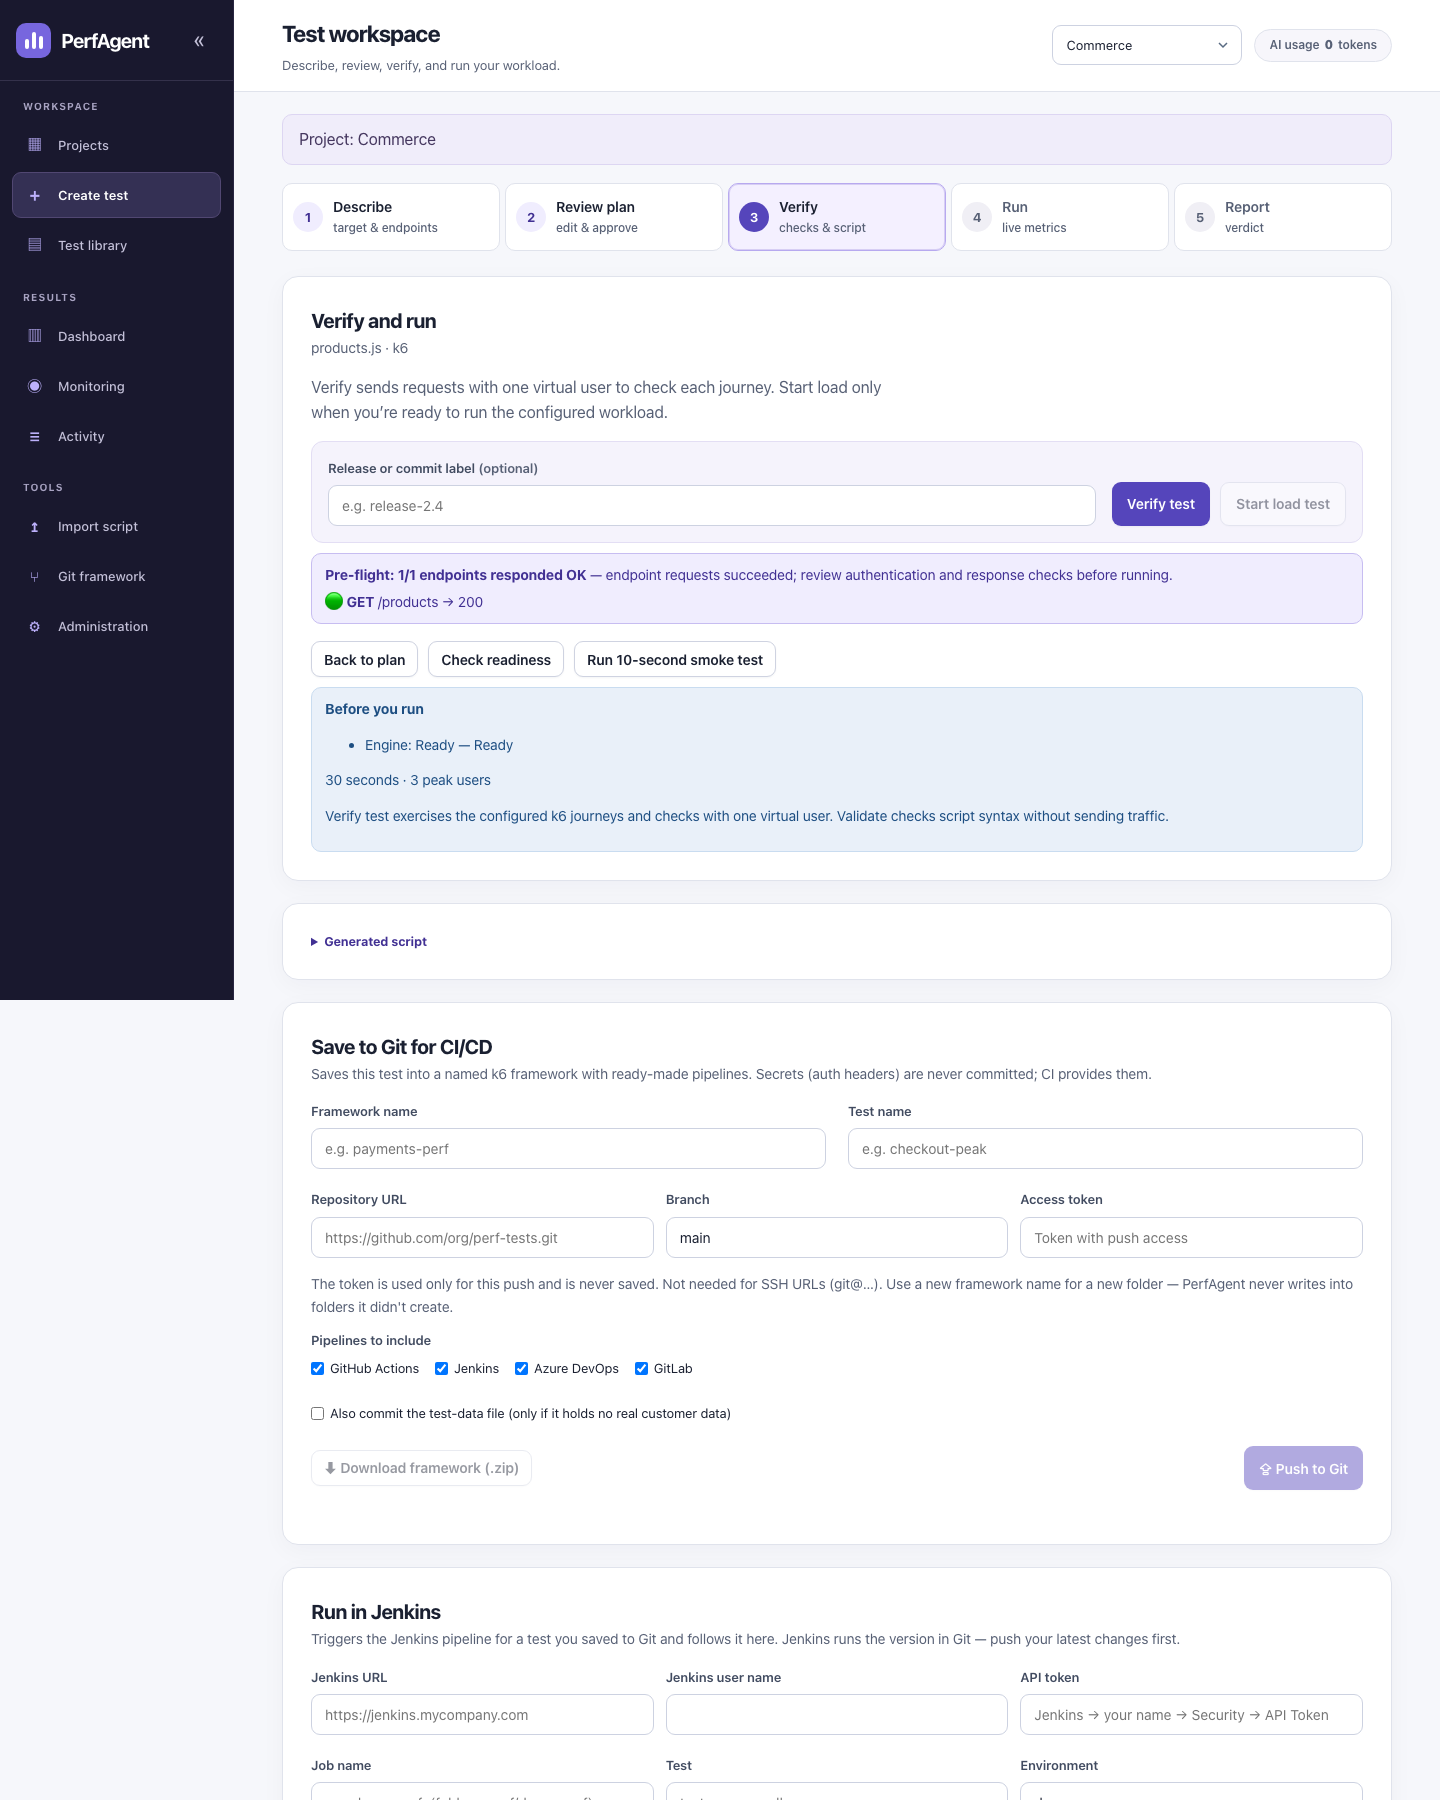 PerfAgent
«
WORKSPACE
Projects
Create test
Test library
RESULTS
Dashboard
Monitoring
Activity
TOOLS
Import script
Git framework
Administration
Test workspace
Describe, review, verify, and run your workload.
Commerce
AI usage 0 tokens
Project: Commerce
1 Describe
target & endpoints
2 Review plan
edit & approve
3 Verify
checks & script
4 Run
live metrics
5 Report
verdict
Verify and run
products.js · k6
Verify sends requests with one virtual user to check each journey. Start load only
when you’re ready to run the configured workload.
Release or commit label (optional)
e.g. release-2.4
Verify test
Start load test
Pre-flight: 1/1 endpoints responded OK — endpoint requests succeeded; review authentication and response checks before running.
GET /products → 200
Back to plan
Check readiness
Run 10-second smoke test
Before you run
• Engine: Ready — Ready
30 seconds · 3 peak users
Verify test exercises the configured k6 journeys and checks with one virtual user. Validate checks script syntax without sending traffic.
Generated script
Save to Git for CI/CD
Saves this test into a named k6 framework with ready-made pipelines. Secrets (auth headers) are never committed; CI provides them.
Framework name
Test name
e.g. payments-perf
e.g. checkout-peak
Repository URL
Branch
Access token
https://github.com/org/perf-tests.git
main
Token with push access
The token is used only for this push and is never saved. Not needed for SSH URLs (git@...). Use a new framework name for a new folder — PerfAgent never writes into
folders it didn't create.
Pipelines to include
GitHub Actions
Jenkins
Azure DevOps
GitLab
Also commit the test-data file (only if it holds no real customer data)
⬇ Download framework (.zip)
Push to Git
Run in Jenkins
Triggers the Jenkins pipeline for a test you saved to Git and follows it here. Jenkins runs the version in Git — push your latest changes first.
Jenkins URL
Jenkins user name
API token
https://jenkins.mycompany.com
Jenkins → your name → Security → API Token
Job name
Test
Environment